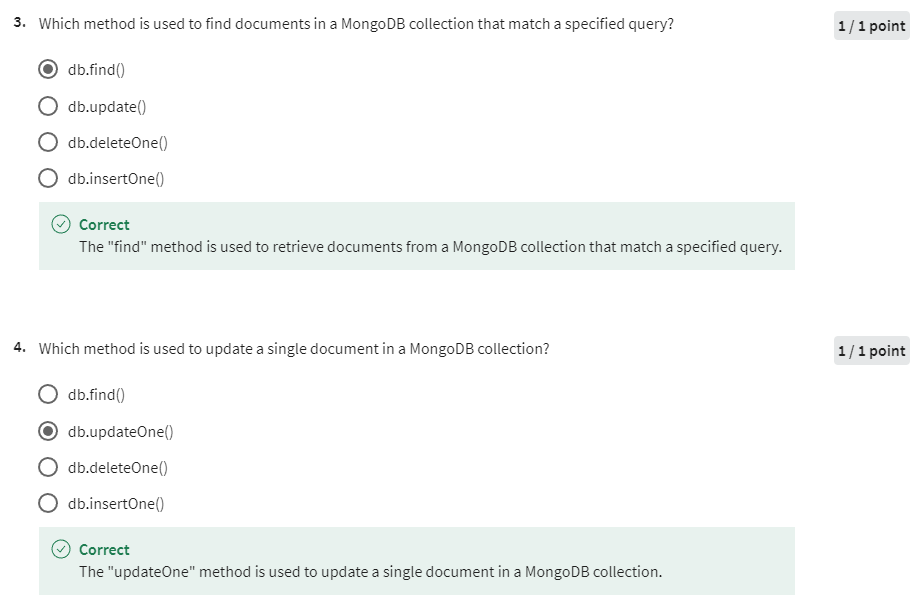 3. Which method is used to find documents in a MongoDB collection that match a specified query?
1 / 1 point
db.find()
db.update()
db.deleteOne()
db.insertOne()
Correct
The "find" method is used to retrieve documents from a MongoDB collection that match a specified query.
4. Which method is used to update a single document in a MongoDB collection?
1 / 1 point
db.find()
db.updateOne()
db.deleteOne()
db.insertOne()
Correct
The "updateOne" method is used to update a single document in a MongoDB collection.